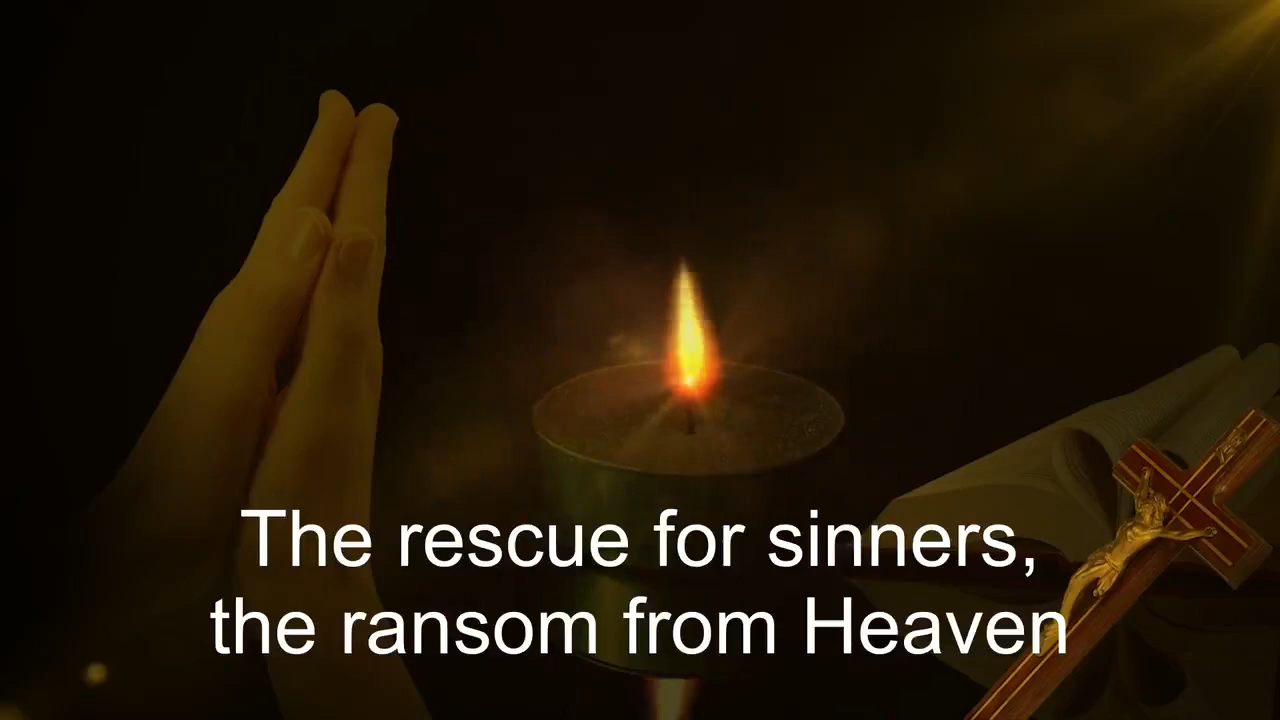 The rescue for sinners,
the ransom from Heaven